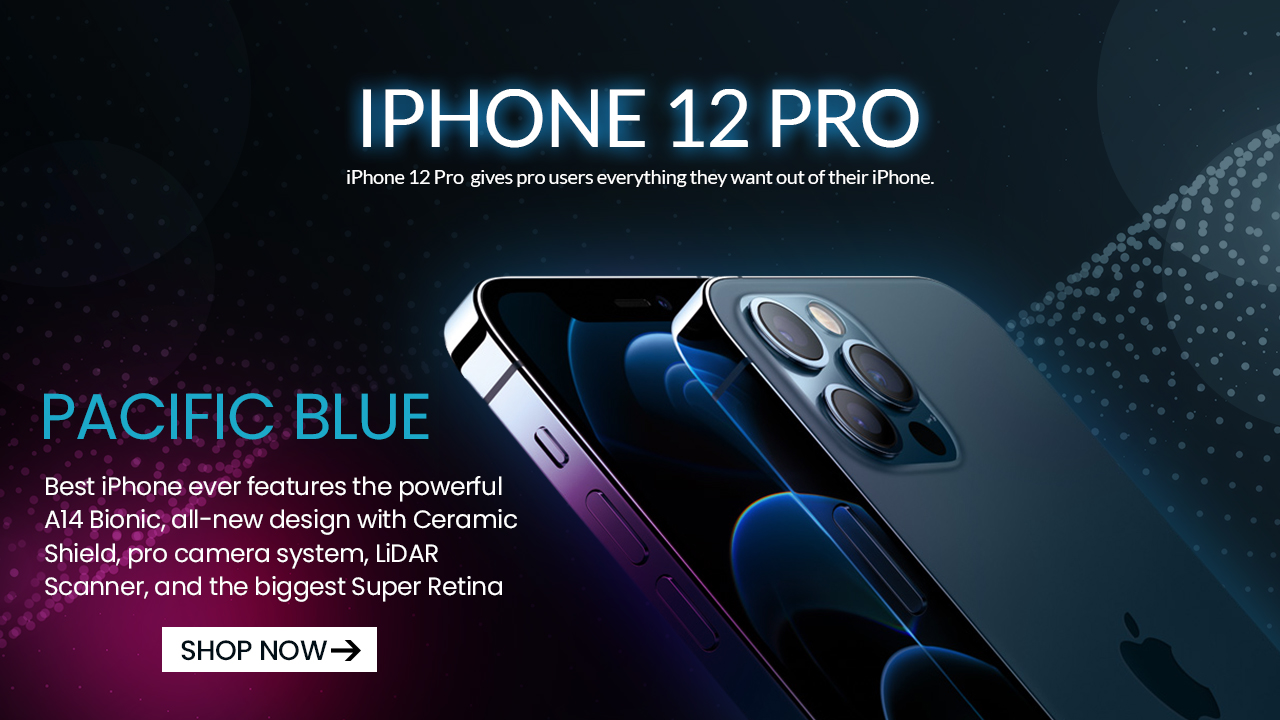 IPHONE 12 PRO
iPhone 12 Pro gives pro users everything they want out of their iPhone.
PACIFIC BLUE
Best iPhone ever features the powerful
A14 Bionic, all-new design with Ceramic
Shield, pro camera system, LiDAR
Scanner, and the biggest Super Retina
SHOP NOW